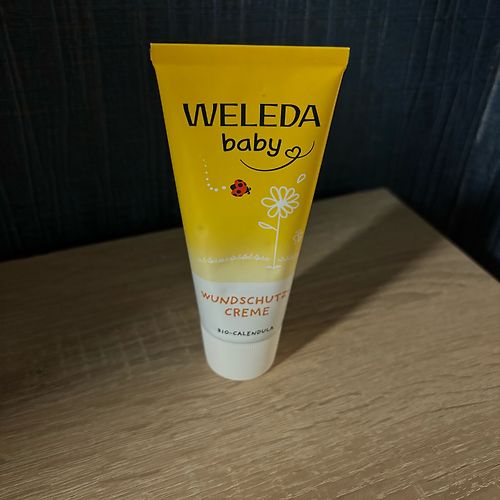 WELEDA
baby
WUNDSCHUTZ
CREME
BIO-CALENDULA